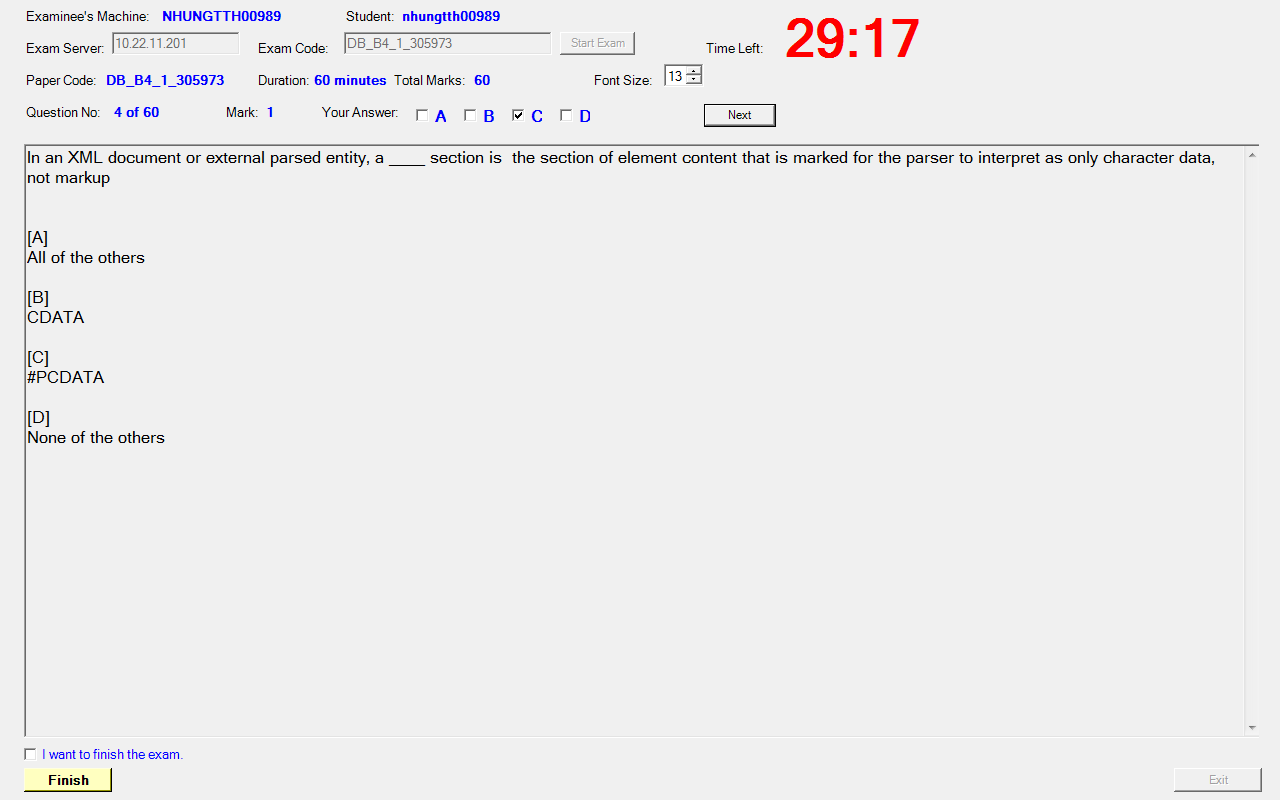 Examinee's Machine: NHUNGTTH00989 Student: nhungtth00989
Exam Server: 10.22.11.201 Exam Code: DB_B4_1_305973 Start Exam Time Left: 29:17
Paper Code: DB_B4_1_305973 Duration: 60 minutes Total Marks: 60 Font Size: 13
Question No: 4 of 60 Mark: 1 Your Answer: A B C D Next
In an XML document or external parsed entity, a ____ section is  the section of element content that is marked for the parser to interpret as only character data,
not markup
[A]
All of the others
[B]
CDATA
[C]
#PCDATA
[D]
None of the others
I want to finish the exam.
Finish Exit